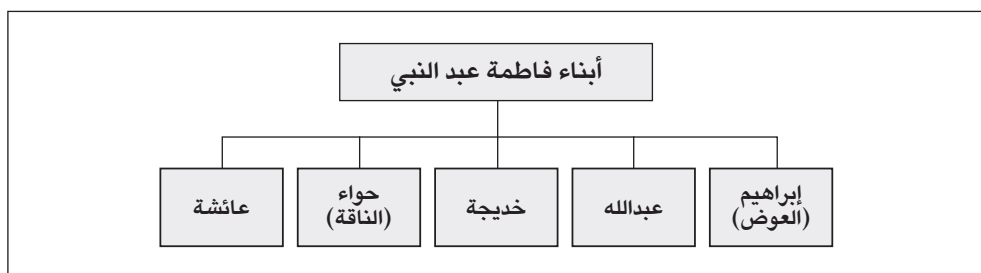 أبناء فاطمة عبد النبي
إبراهيم
(العوض)
عبدالله
خديجة
حواء
(الناقة)
عائشة